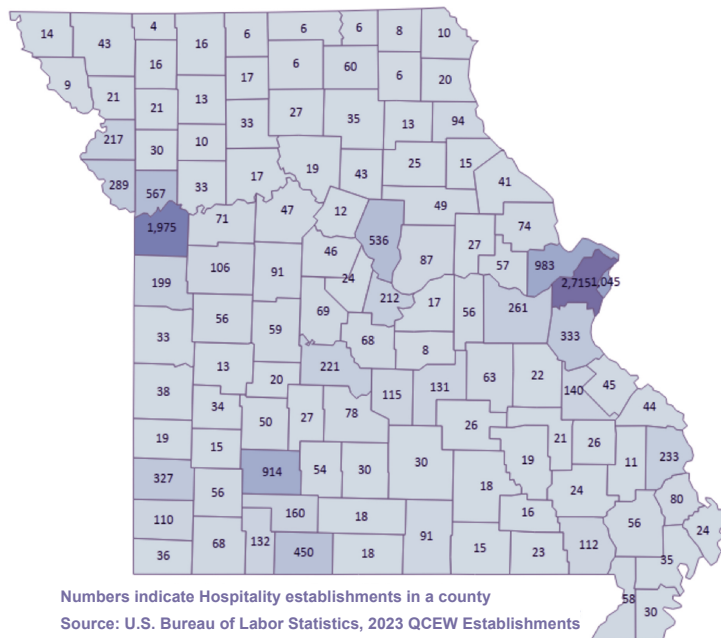 4 6 6 6 8 10
14 43 16
16 6 60 6 20
9 17
21 21 13 27 35 13 94
33
217 30 10 25 15
19 43
289 567 33 17 41
49
12
1,975 71 47 74
536 27
46 87 57 983
106 91 24
199 2,715 1,045
212 17 261
69 56
56 59 333
33 68
8
13 221
20 63 22 45
38 115 131 140
34 27 78 44
50 26
19 21 26
15 233
914 54 30 30 19 11
327 56 18 24 80
160 18 16 56 24
110
91
36 68 132 450 18 15 23 112 35
58 30
Numbers indicate Hospitality establishments in a county
Source: U.S. Bureau of Labor Statistics, 2023 QCEW Establishments